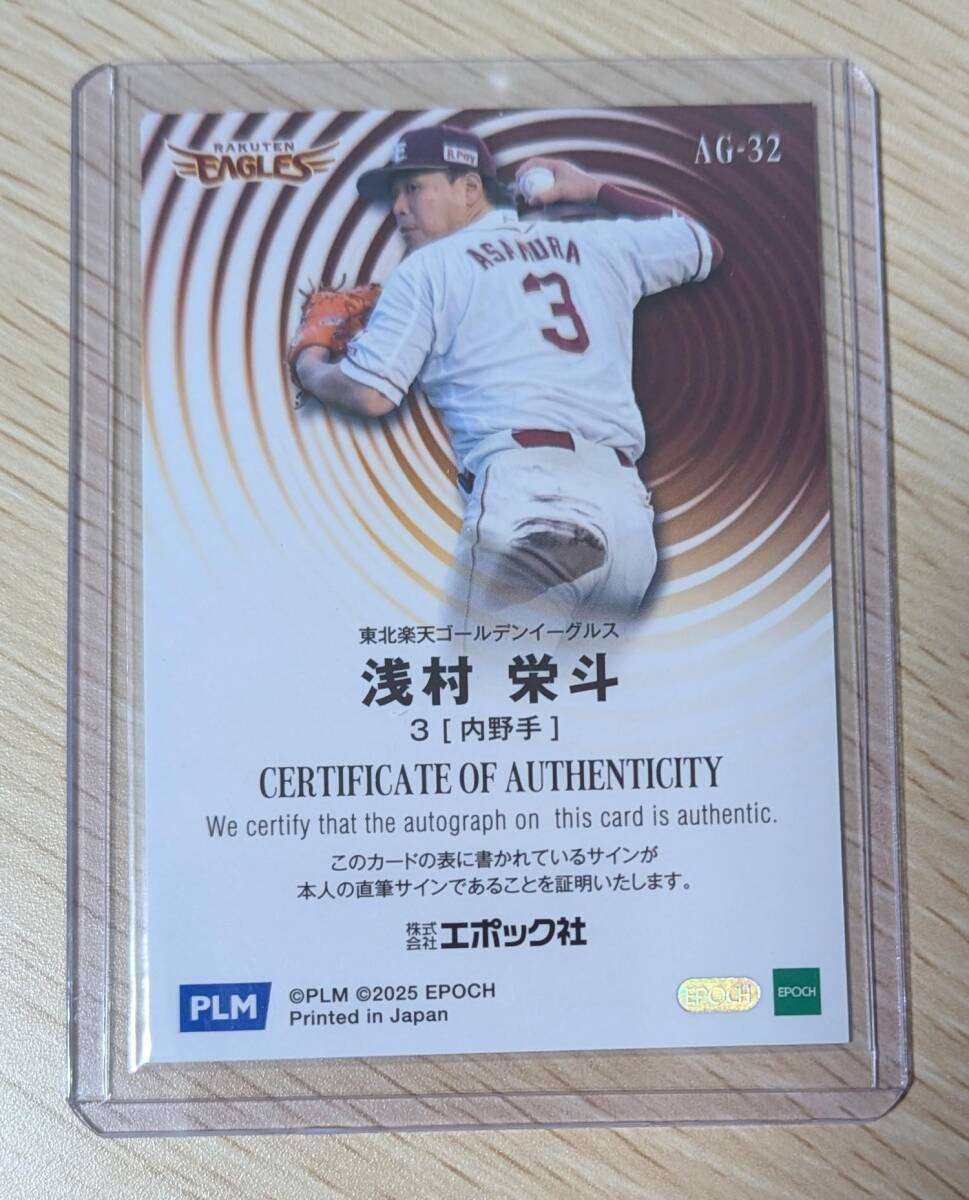 RAKUTEN
EAGLES
AG-32
E
R.POY
ASAMURA
3
東北楽天ゴールデンイーグルス
浅村 栄斗
3 [ 内野手 ]
CERTIFICATE OF AUTHENTICITY
We certify that the autograph on this card is authentic.
このカードの表に書かれているサインが
本人の直筆サインであることを証明いたします。
株式会社エポック社
PLM
©PLM ©2025 EPOCH
Printed in Japan
EPOCH
EPOCH